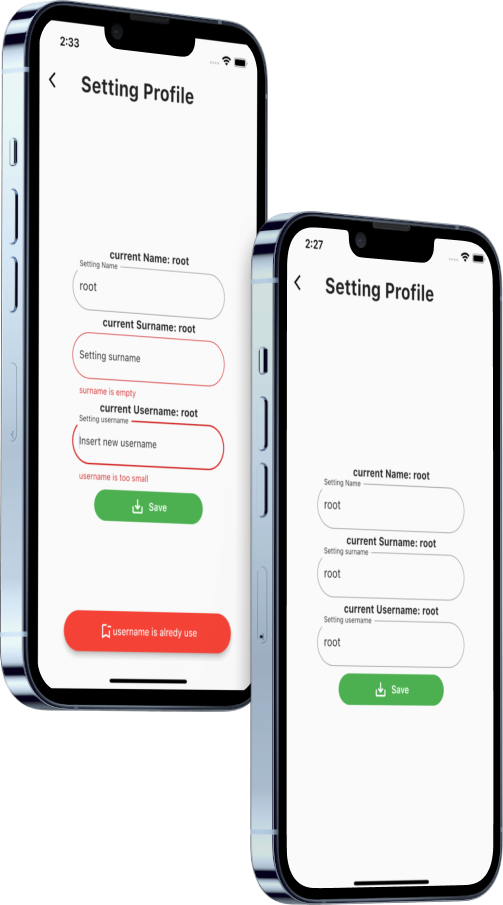 2:33
Setting Profile
current Name: root
Setting Name
root
current Surname: root
Setting surname
surname is empty
current Username: root
Setting username
Insert new username
username is too small
Save
username is alredy use
2:27
Setting Profile
current Name: root
Setting Name
root
current Surname: root
Setting surname
root
current Username: root
Setting username
root
Save